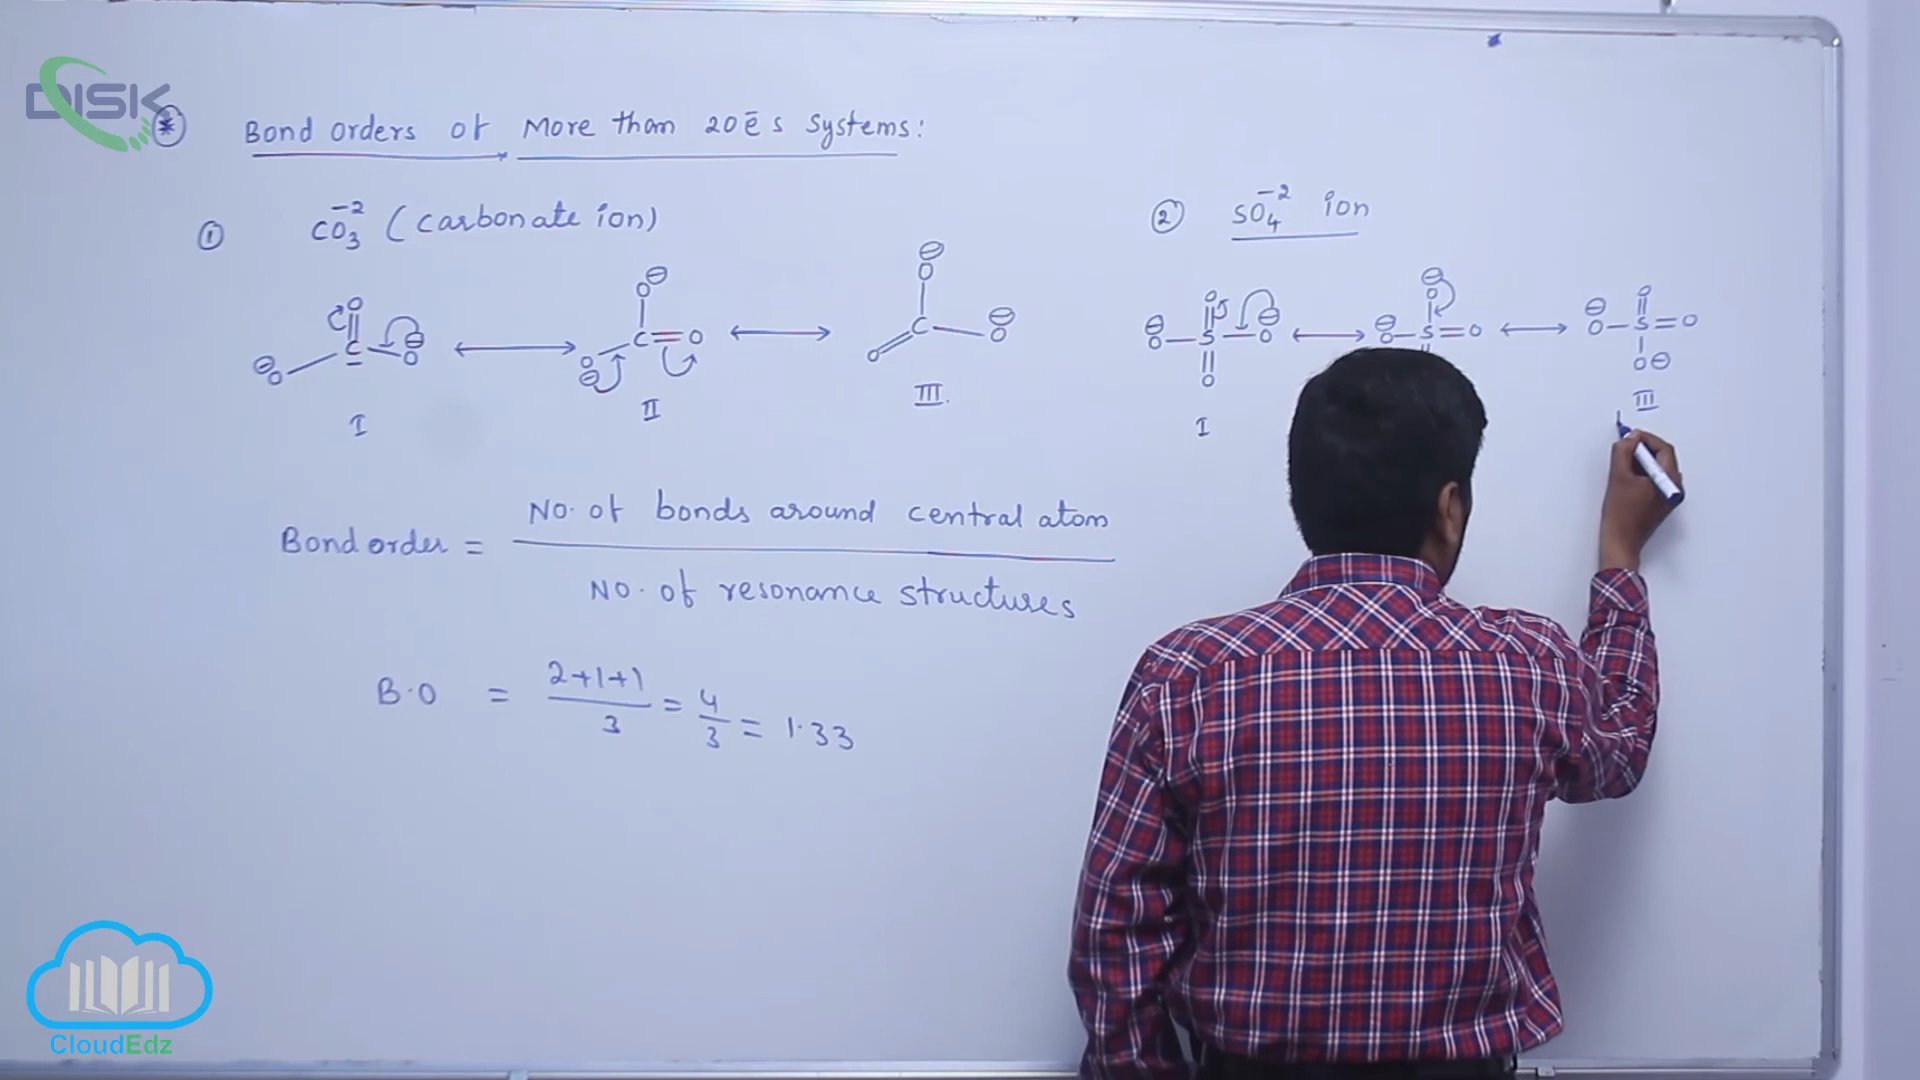 DISK
* Bond orders of More than 20ē s systems:
① CO₃⁻² (carbonate ion)
② SO₄⁻² ion
I
II
III.
I
III
Bond order = No. of bonds around central atom / No. of resonance structures
B.O = 2+1+1 / 3 = 4/3 = 1.33
CloudEdz